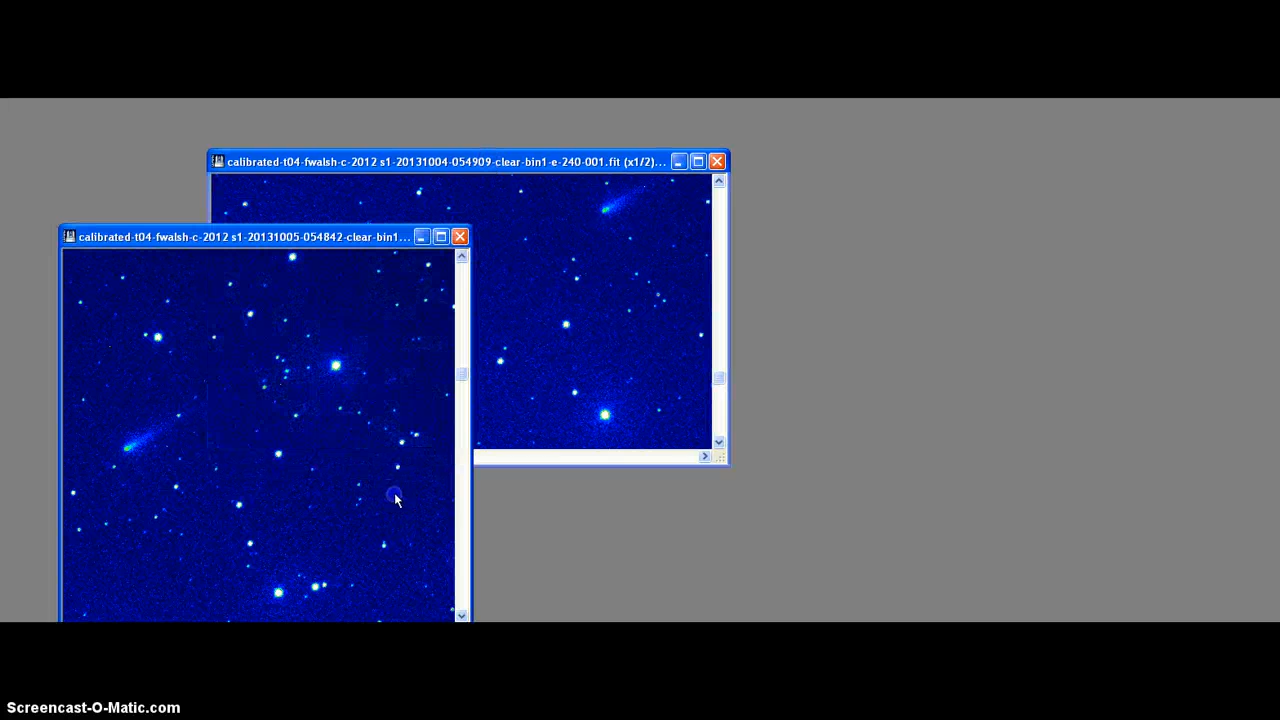 calibrated-t04-fwalsh-c-2012 s1-20131004-054909-clear-bin1-e-240-001.fit (x1/2)...
calibrated-t04-fwalsh-c-2012 s1-20131005-054842-clear-bin1...
Screencast-O-Matic.com